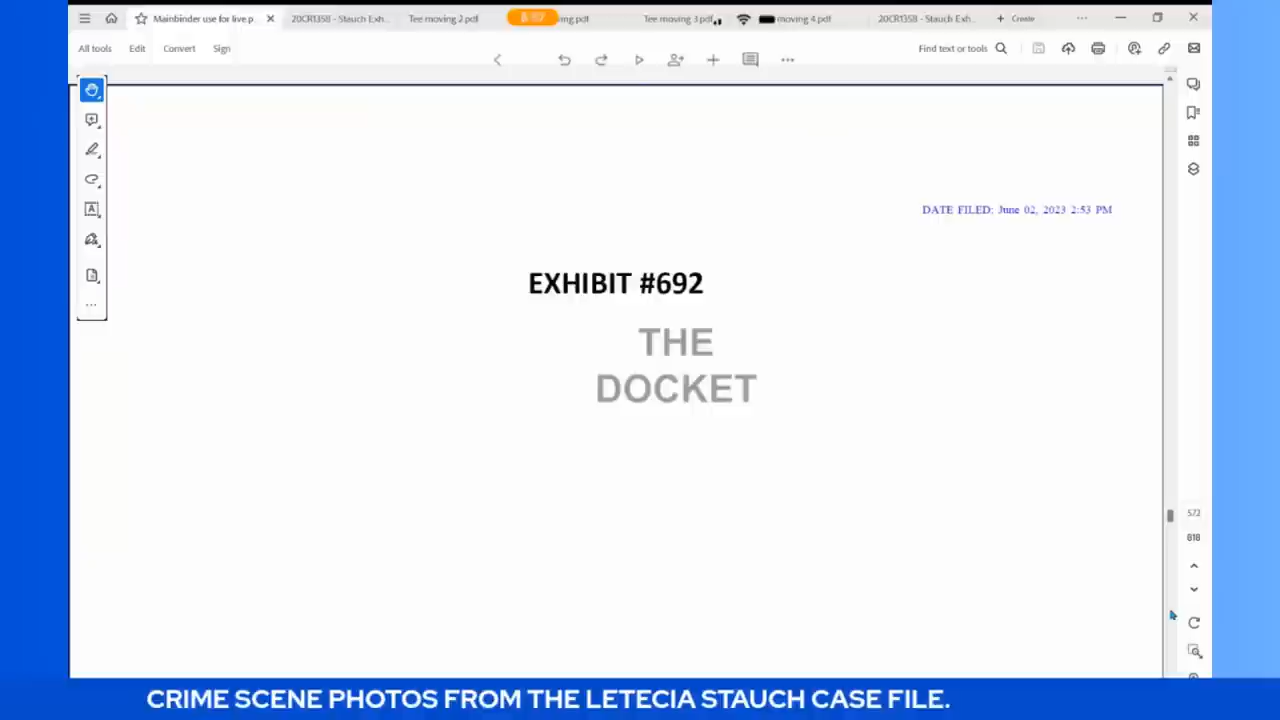 Mainbinder use for live.p
20CR1358 - Stauch Exh...
Tee moving 2.pdf
Tee moving 3.pdf
moving 4.pdf
20CR1358 - Stauch Exh...
Create
All tools
Edit
Convert
Sign
Find text or tools
DATE FILED: June 02, 2023 2:53 PM
EXHIBIT #692
THE
DOCKET
572
818
CRIME SCENE PHOTOS FROM THE LETECIA STAUCH CASE FILE.